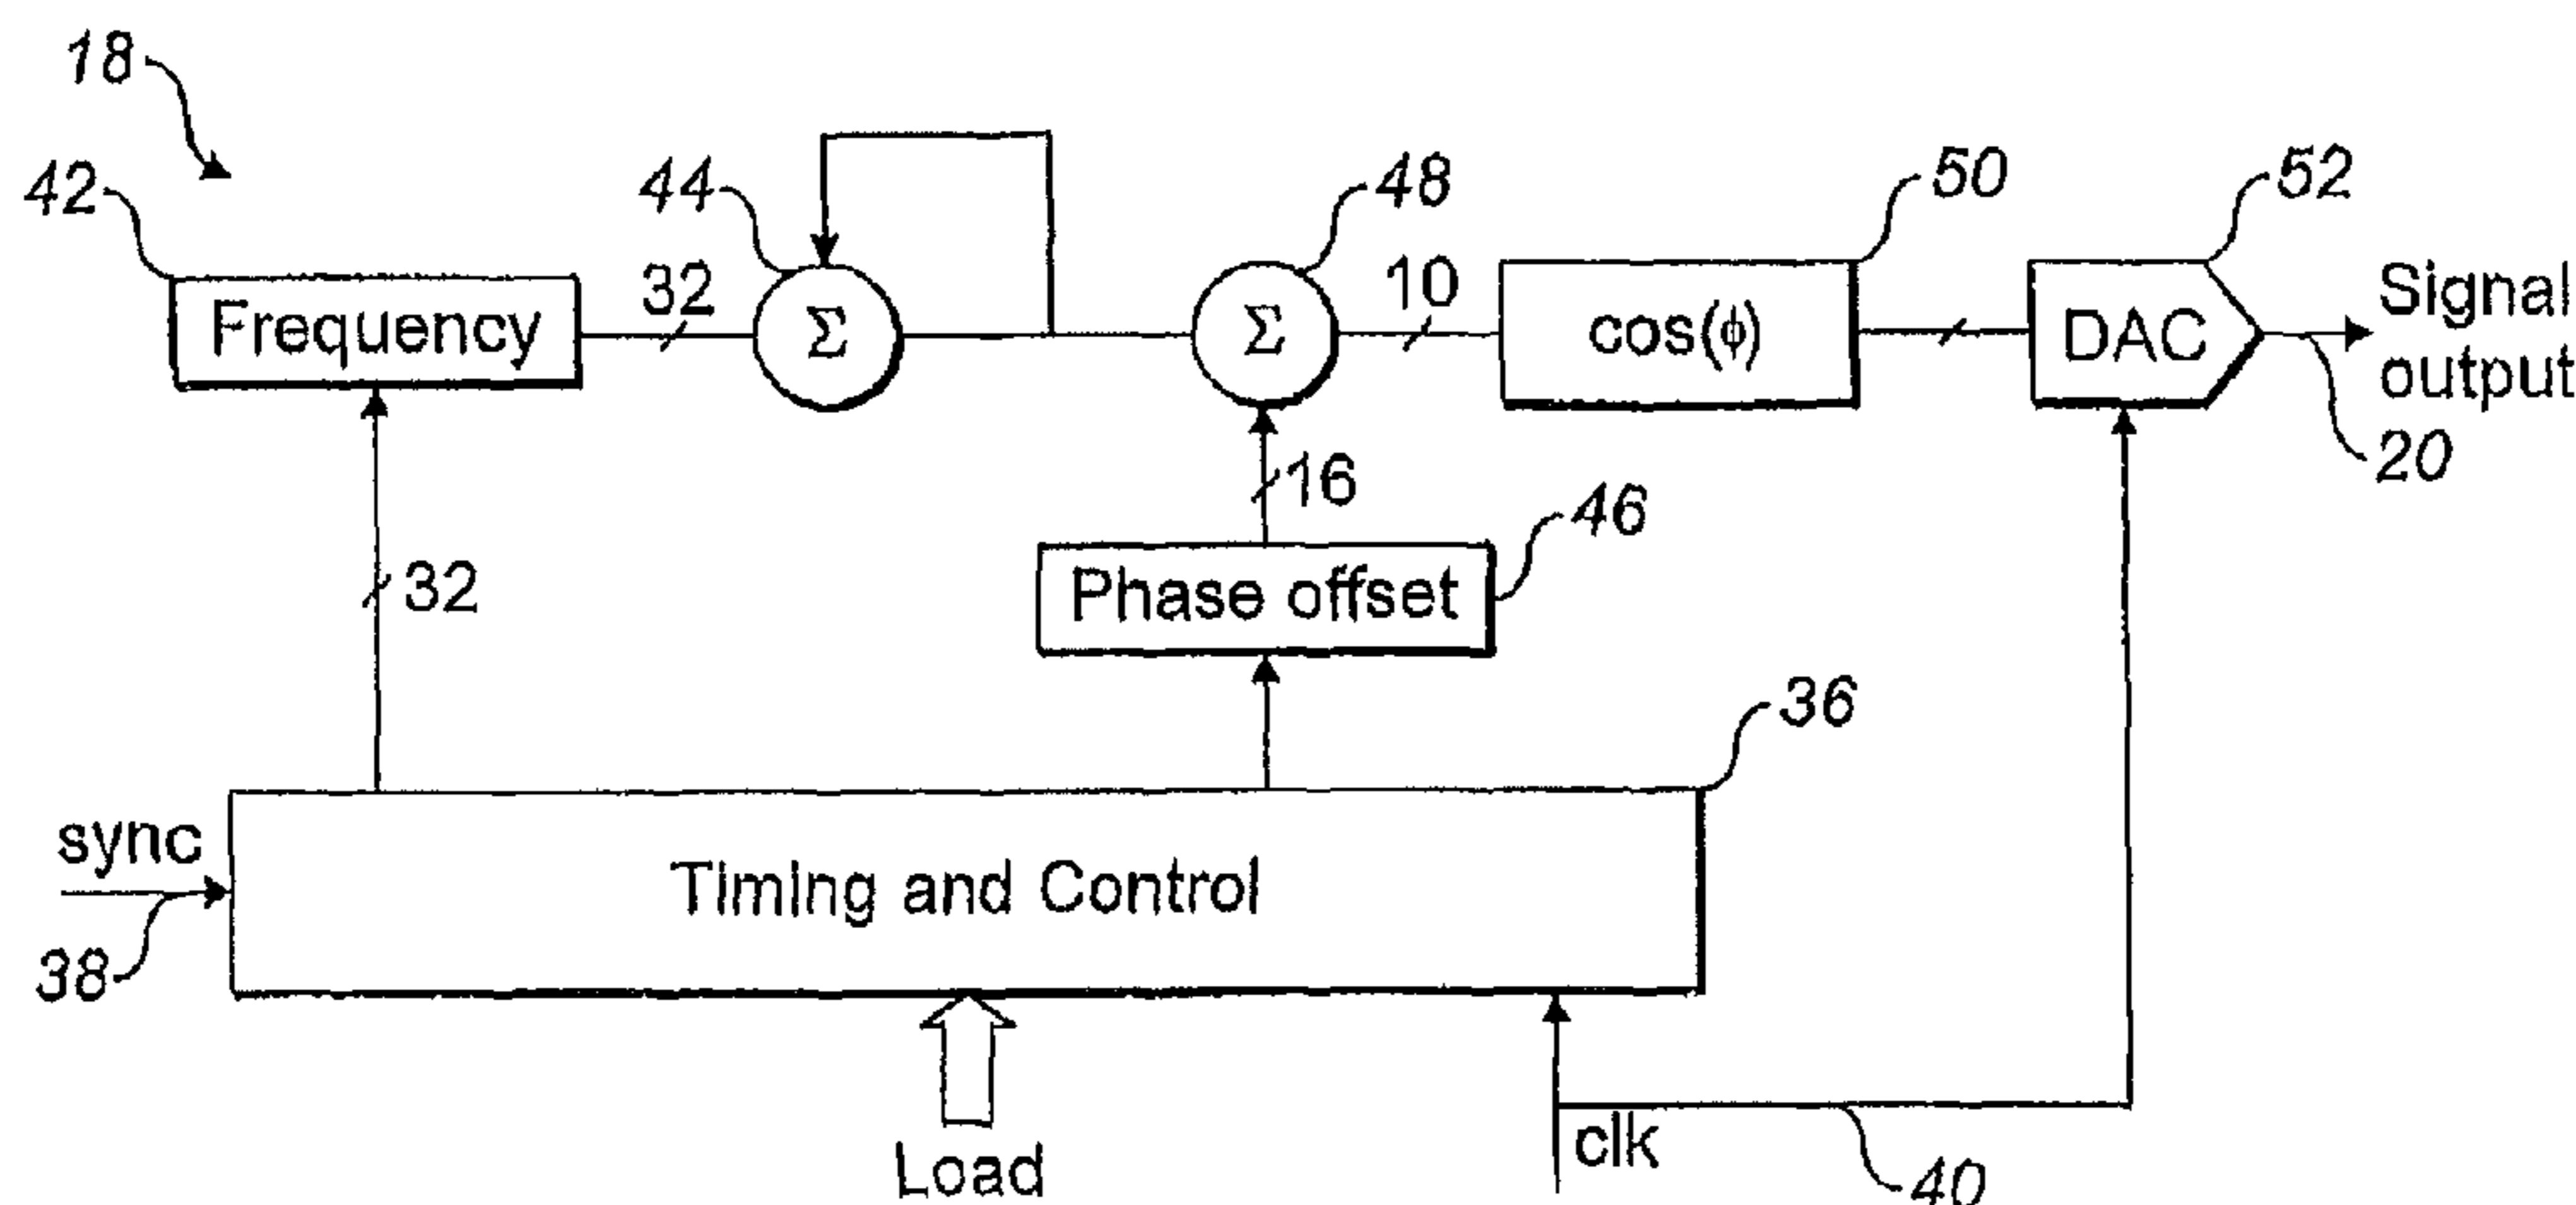 18
42
44
48
50
52
Frequency
32
Σ
Σ
10
cos(ϕ)
DAC
Signal
output
20
16
46
Phase offset
32
36
sync
38
Timing and Control
Load
clk
40